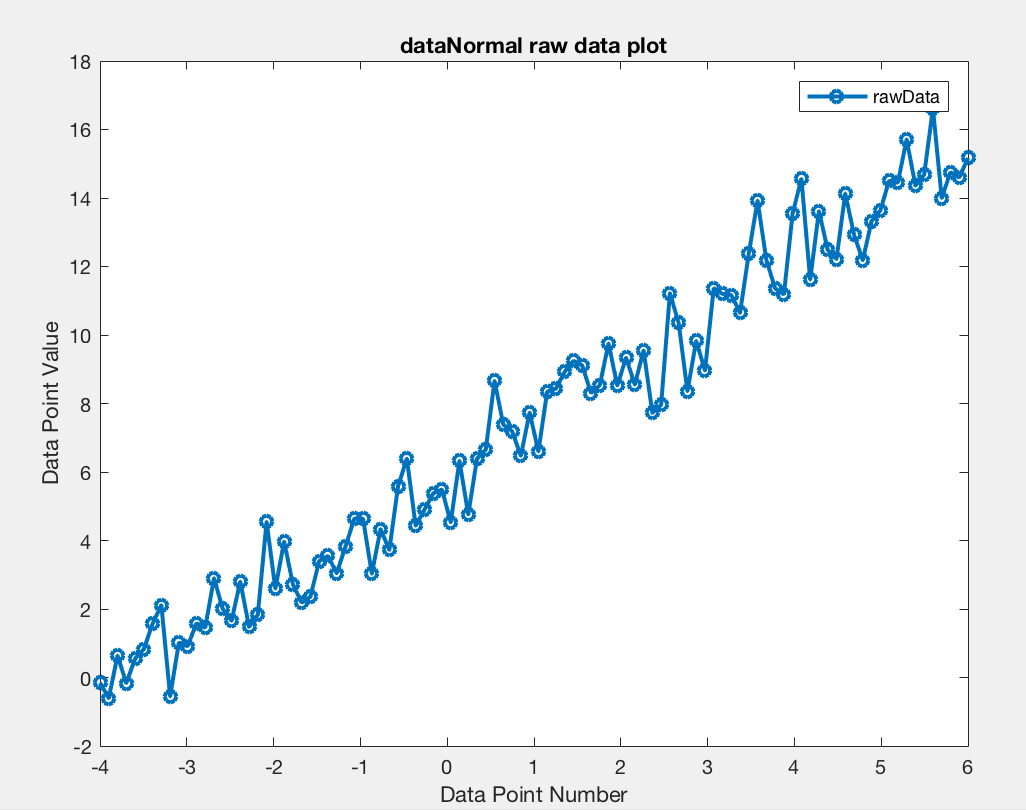 dataNormal raw data plot
18
16
14
12
10
8
6
4
2
0
-2
rawData
Data Point Value
-4 -3 -2 -1 0 1 2 3 4 5 6
Data Point Number